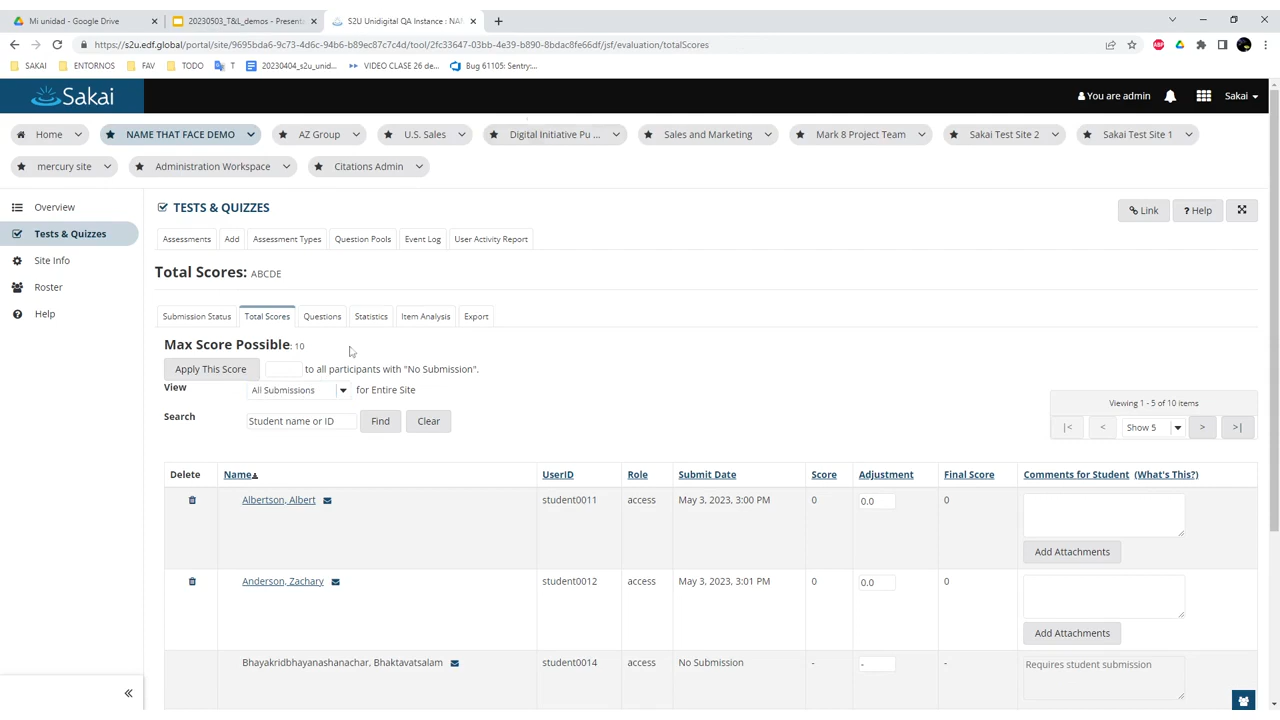 Mi unidad - Google Drive
20230503_T&L_demos - Presenta
S2U Unidigital QA Instance : NAM
https://s2u.edf.global/portal/site/9695bda6-9c73-4d6c-94b6-b89ec87c7c4d/tool/2fc33f17-03bb-4e39-b89d-8bdac8fe66df/jsf/evaluation/totalScores
SAKAI ENTORNOS FAV TODO T 20230404_s2u_unid... VIDEO CLASE 26 de... Bug 61105: Sentry:...
Sakai
You are admin
Sakai
Home NAME THAT FACE DEMO AZ Group U.S. Sales Digital Initiative Pu ... Sales and Marketing Mark 8 Project Team Sakai Test Site 2 Sakai Test Site 1
mercury site Administration Workspace Citations Admin
Overview
Tests & Quizzes
Site Info
Roster
Help
TESTS & QUIZZES
Link ? Help
Assessments Add Assessment Types Question Pools Event Log User Activity Report
Total Scores: ABCDE
Submission Status Total Scores Questions Statistics Item Analysis Export
Max Score Possible: 10
Apply This Score to all participants with "No Submission".
View All Submissions for Entire Site
Search Student name or ID Find Clear
Viewing 1 - 5 of 10 items
|< < Show 5 > >|
Delete Name UserID Role Submit Date Score Adjustment Final Score Comments for Student (What's This?)
Albertson, Albert student0011 access May 3, 2023, 3:00 PM 0 0.0 0
Add Attachments
Anderson, Zachary student0012 access May 3, 2023, 3:01 PM 0 0.0 0
Add Attachments
Bhayakridbhayanashanachar, Bhaktavatsalam student0014 access No Submission - - - Requires student submission